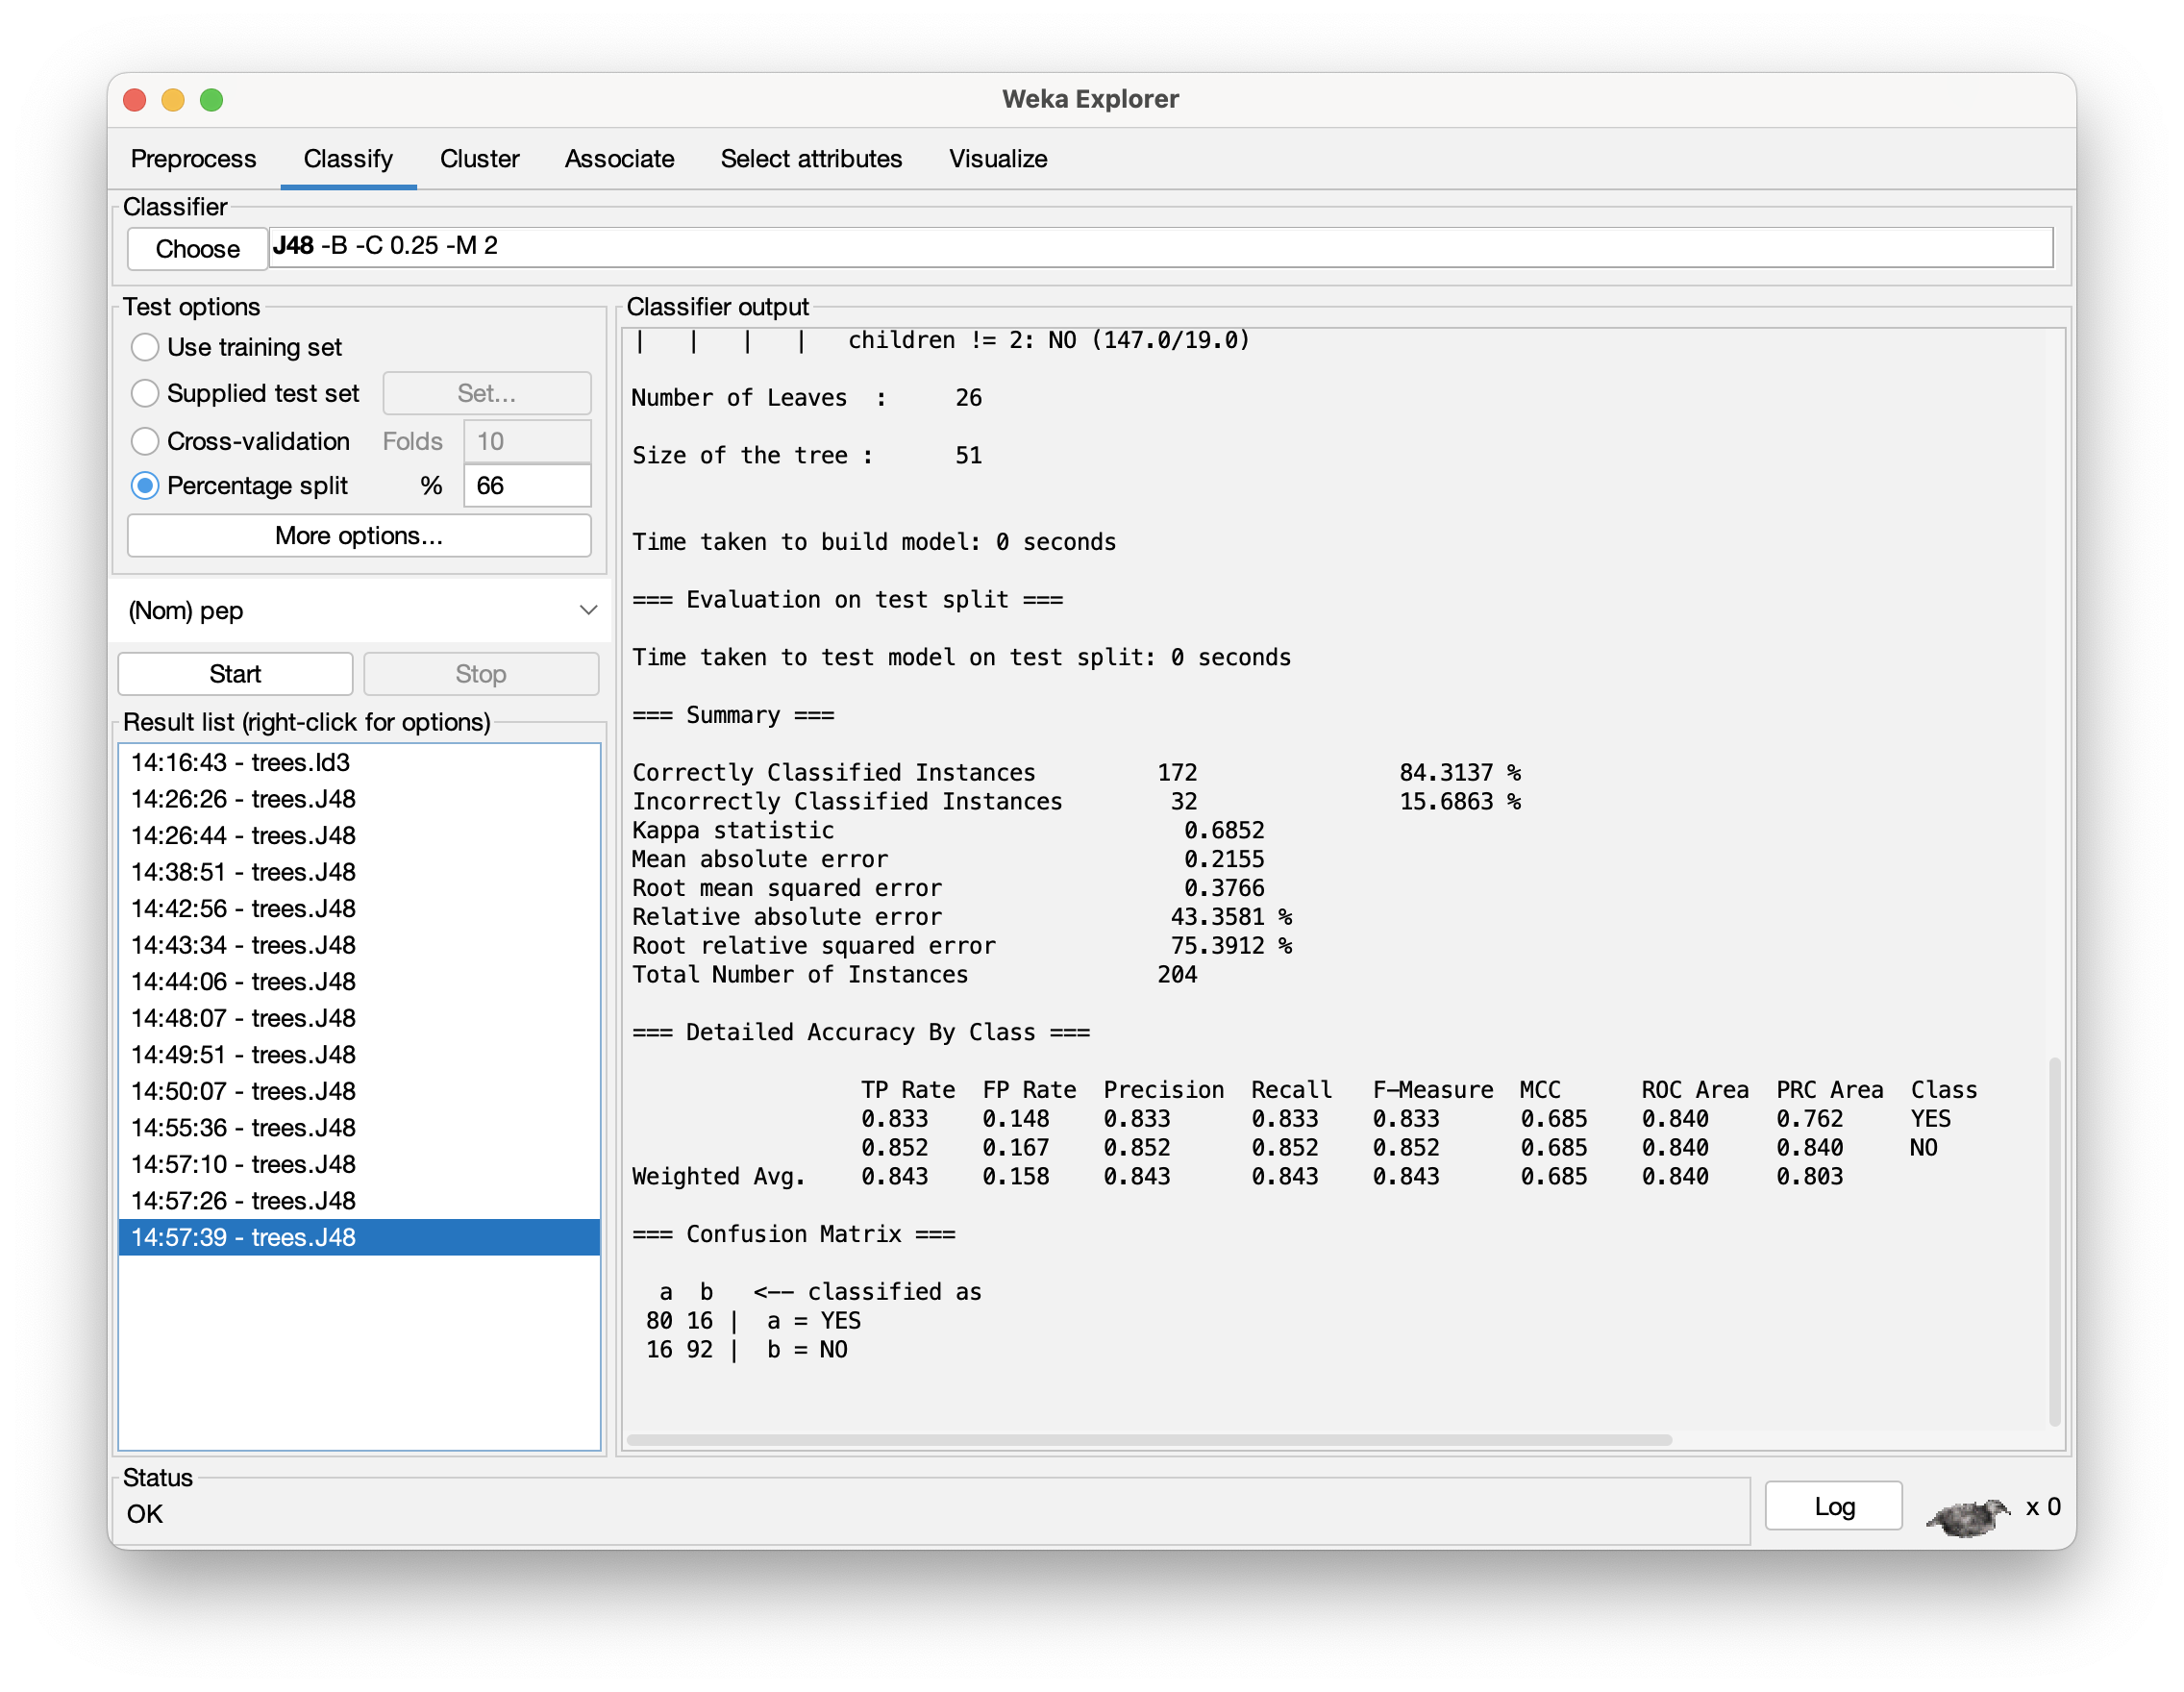 Weka Explorer
Preprocess Classify Cluster Associate Select attributes Visualize
Classifier
Choose J48 -B -C 0.25 -M 2
Test options
Use training set
Supplied test set Set...
Cross-validation Folds 10
Percentage split % 66
More options...
(Nom) pep
Start Stop
Result list (right-click for options)
14:16:43 - trees.Id3
14:26:26 - trees.J48
14:26:44 - trees.J48
14:38:51 - trees.J48
14:42:56 - trees.J48
14:43:34 - trees.J48
14:44:06 - trees.J48
14:48:07 - trees.J48
14:49:51 - trees.J48
14:50:07 - trees.J48
14:55:36 - trees.J48
14:57:10 - trees.J48
14:57:26 - trees.J48
14:57:39 - trees.J48
Classifier output
| | | | children != 2: NO (147.0/19.0)
Number of Leaves : 26
Size of the tree : 51
Time taken to build model: 0 seconds
=== Evaluation on test split ===
Time taken to test model on test split: 0 seconds
=== Summary ===
Correctly Classified Instances 172 84.3137 %
Incorrectly Classified Instances 32 15.6863 %
Kappa statistic 0.6852
Mean absolute error 0.2155
Root mean squared error 0.3766
Relative absolute error 43.3581 %
Root relative squared error 75.3912 %
Total Number of Instances 204
=== Detailed Accuracy By Class ===
TP Rate FP Rate Precision Recall F-Measure MCC ROC Area PRC Area Class
0.833 0.148 0.833 0.833 0.833 0.685 0.840 0.762 YES
0.852 0.167 0.852 0.852 0.852 0.685 0.840 0.840 NO
Weighted Avg. 0.843 0.158 0.843 0.843 0.843 0.685 0.840 0.803
=== Confusion Matrix ===
a b <-- classified as
80 16 | a = YES
16 92 | b = NO
Status
OK
Log x 0